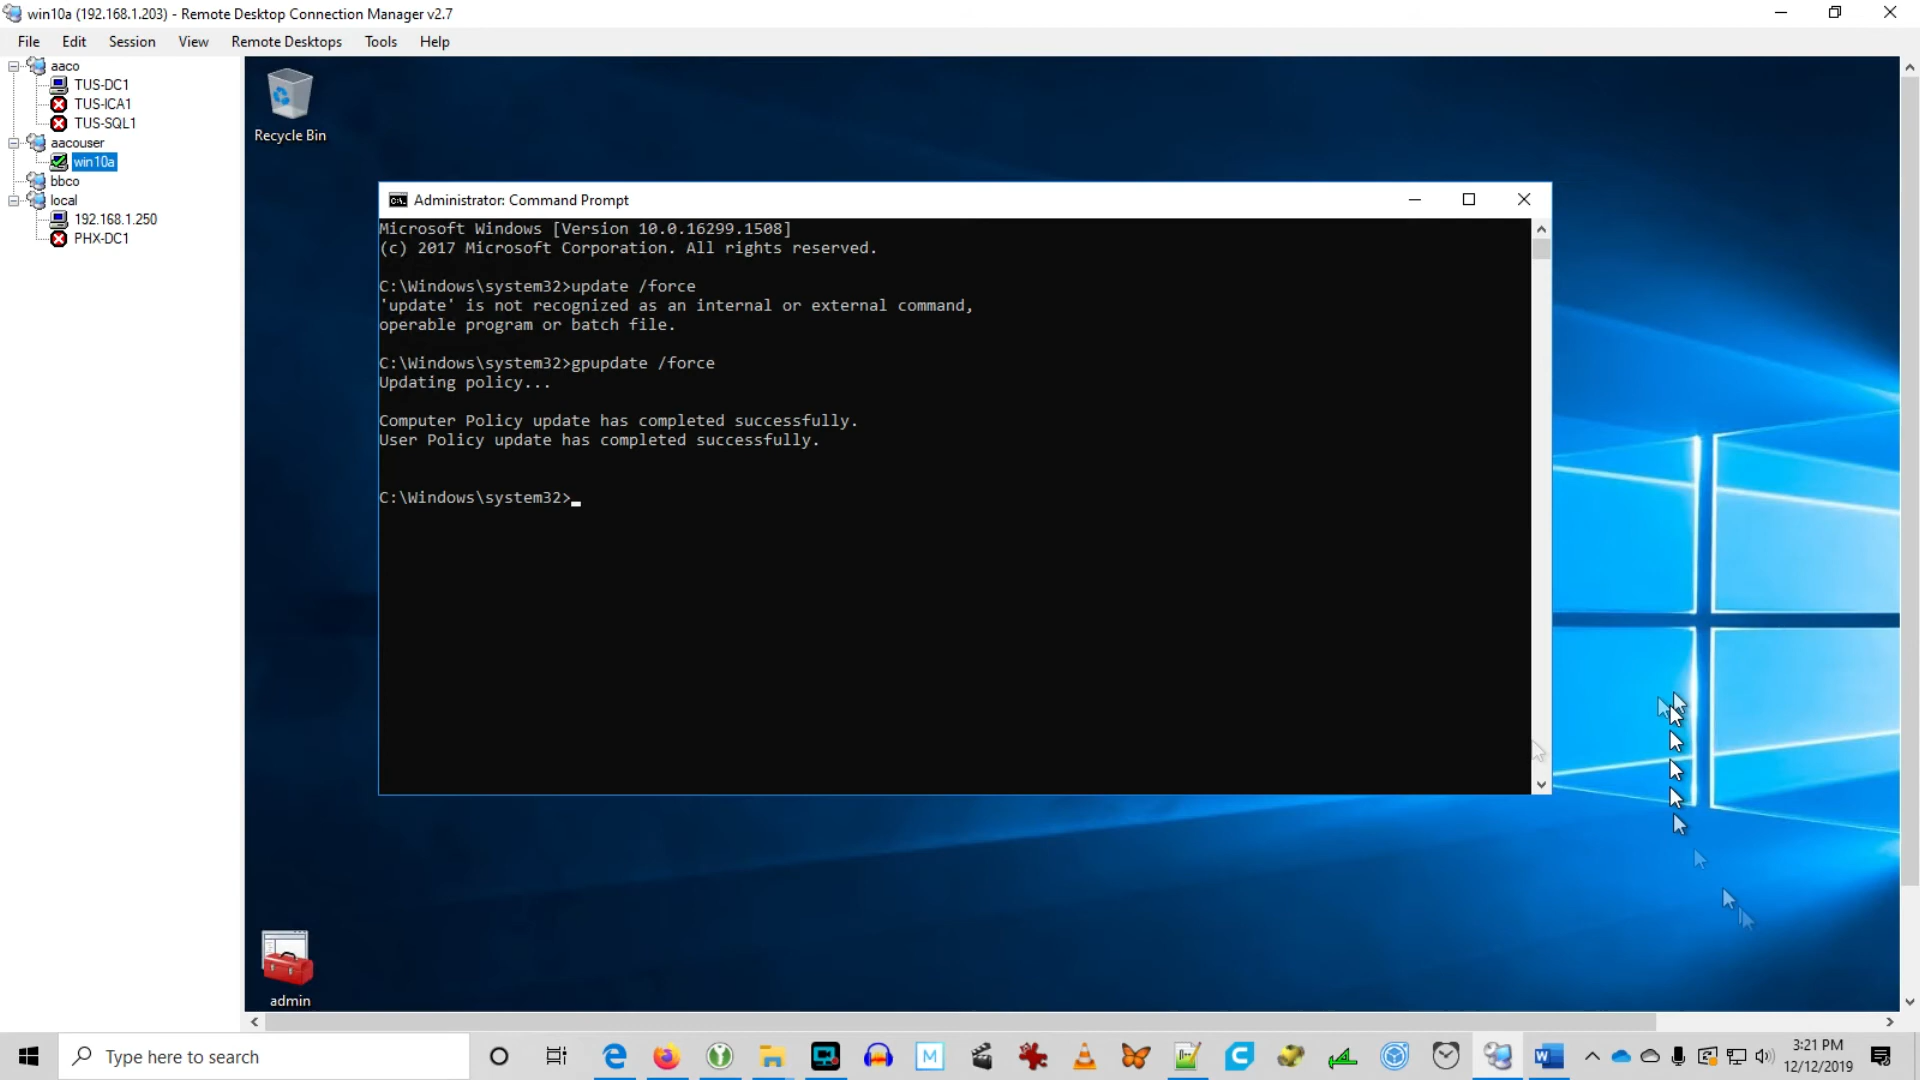 win10a (192.168.1.203) - Remote Desktop Connection Manager v2.7
File Edit Session View Remote Desktops Tools Help
aaco
TUS-DC1
TUS-ICA1
TUS-SQL1
aacouser
win10a
bbco
local
192.168.1.250
PHX-DC1
Recycle Bin
Administrator: Command Prompt
Microsoft Windows [Version 10.0.16299.1508]
(c) 2017 Microsoft Corporation. All rights reserved.
C:\Windows\system32>update /force
'update' is not recognized as an internal or external command,
operable program or batch file.
C:\Windows\system32>gpupdate /force
Updating policy...
Computer Policy update has completed successfully.
User Policy update has completed successfully.
C:\Windows\system32>
admin
Type here to search
M
3:21 PM
12/12/2019